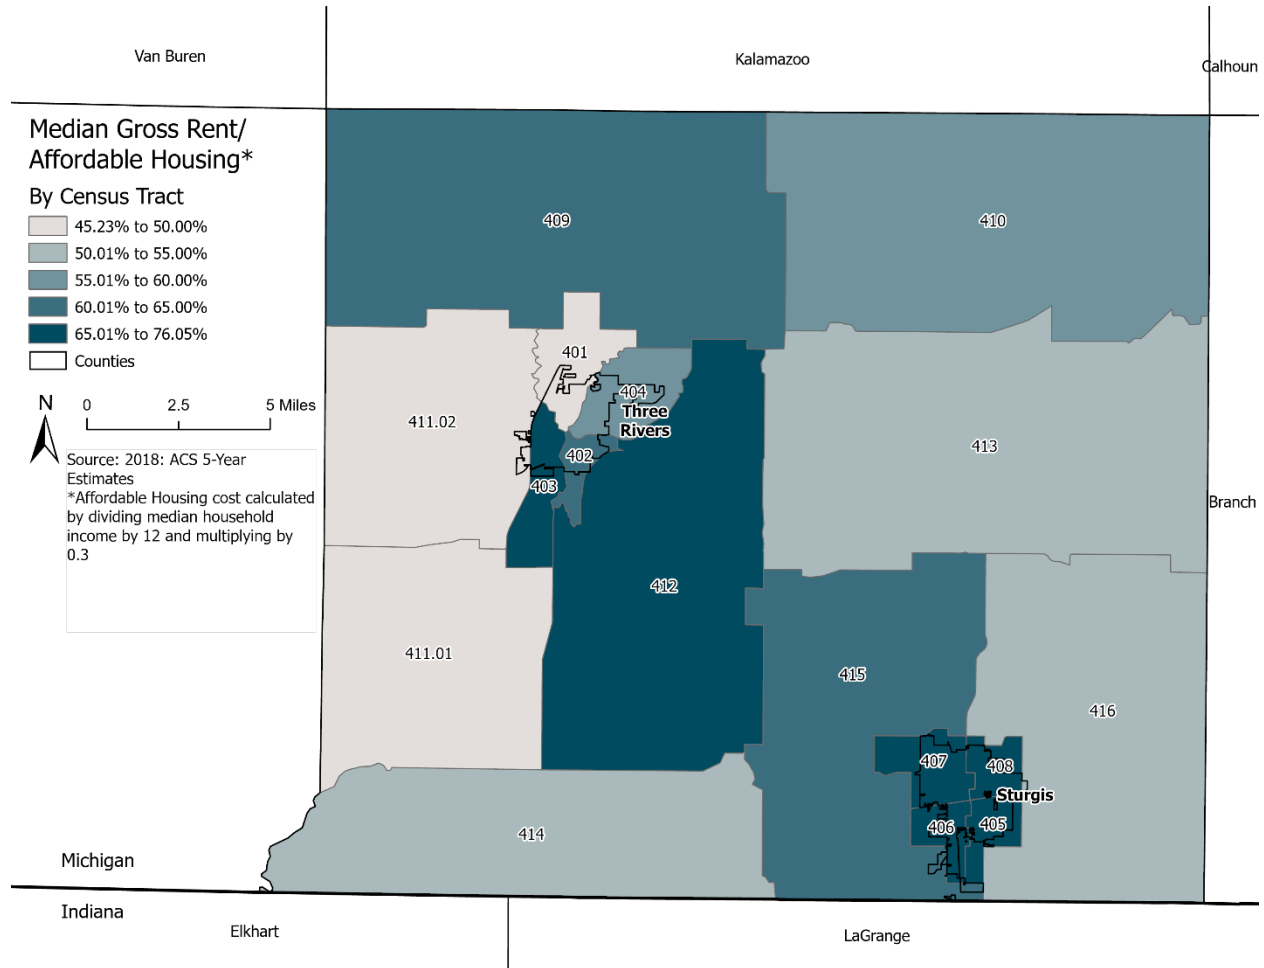 Van Buren
Kalamazoo
Calhoun
Median Gross Rent/
Affordable Housing*
By Census Tract
45.23% to 50.00%
50.01% to 55.00%
55.01% to 60.00%
60.01% to 65.00%
65.01% to 76.05%
Counties
N
0 2.5 5 Miles
Source: 2018: ACS 5-Year
Estimates
*Affordable Housing cost calculated
by dividing median household
income by 12 and multiplying by
0.3
409
410
401
404
Three
Rivers
411.02
402
403
413
Branch
412
411.01
415
416
407
408
Sturgis
406
405
414
Michigan
Indiana
Elkhart
LaGrange